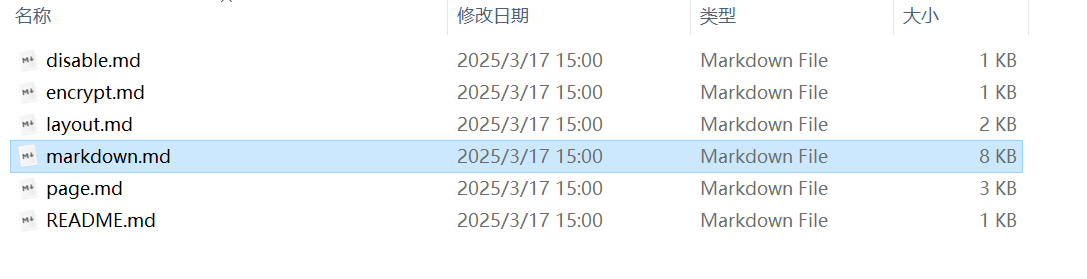 名称 修改日期 类型 大小
disable.md 2025/3/17 15:00 Markdown File 1 KB
encrypt.md 2025/3/17 15:00 Markdown File 1 KB
layout.md 2025/3/17 15:00 Markdown File 2 KB
markdown.md 2025/3/17 15:00 Markdown File 8 KB
page.md 2025/3/17 15:00 Markdown File 3 KB
README.md 2025/3/17 15:00 Markdown File 1 KB